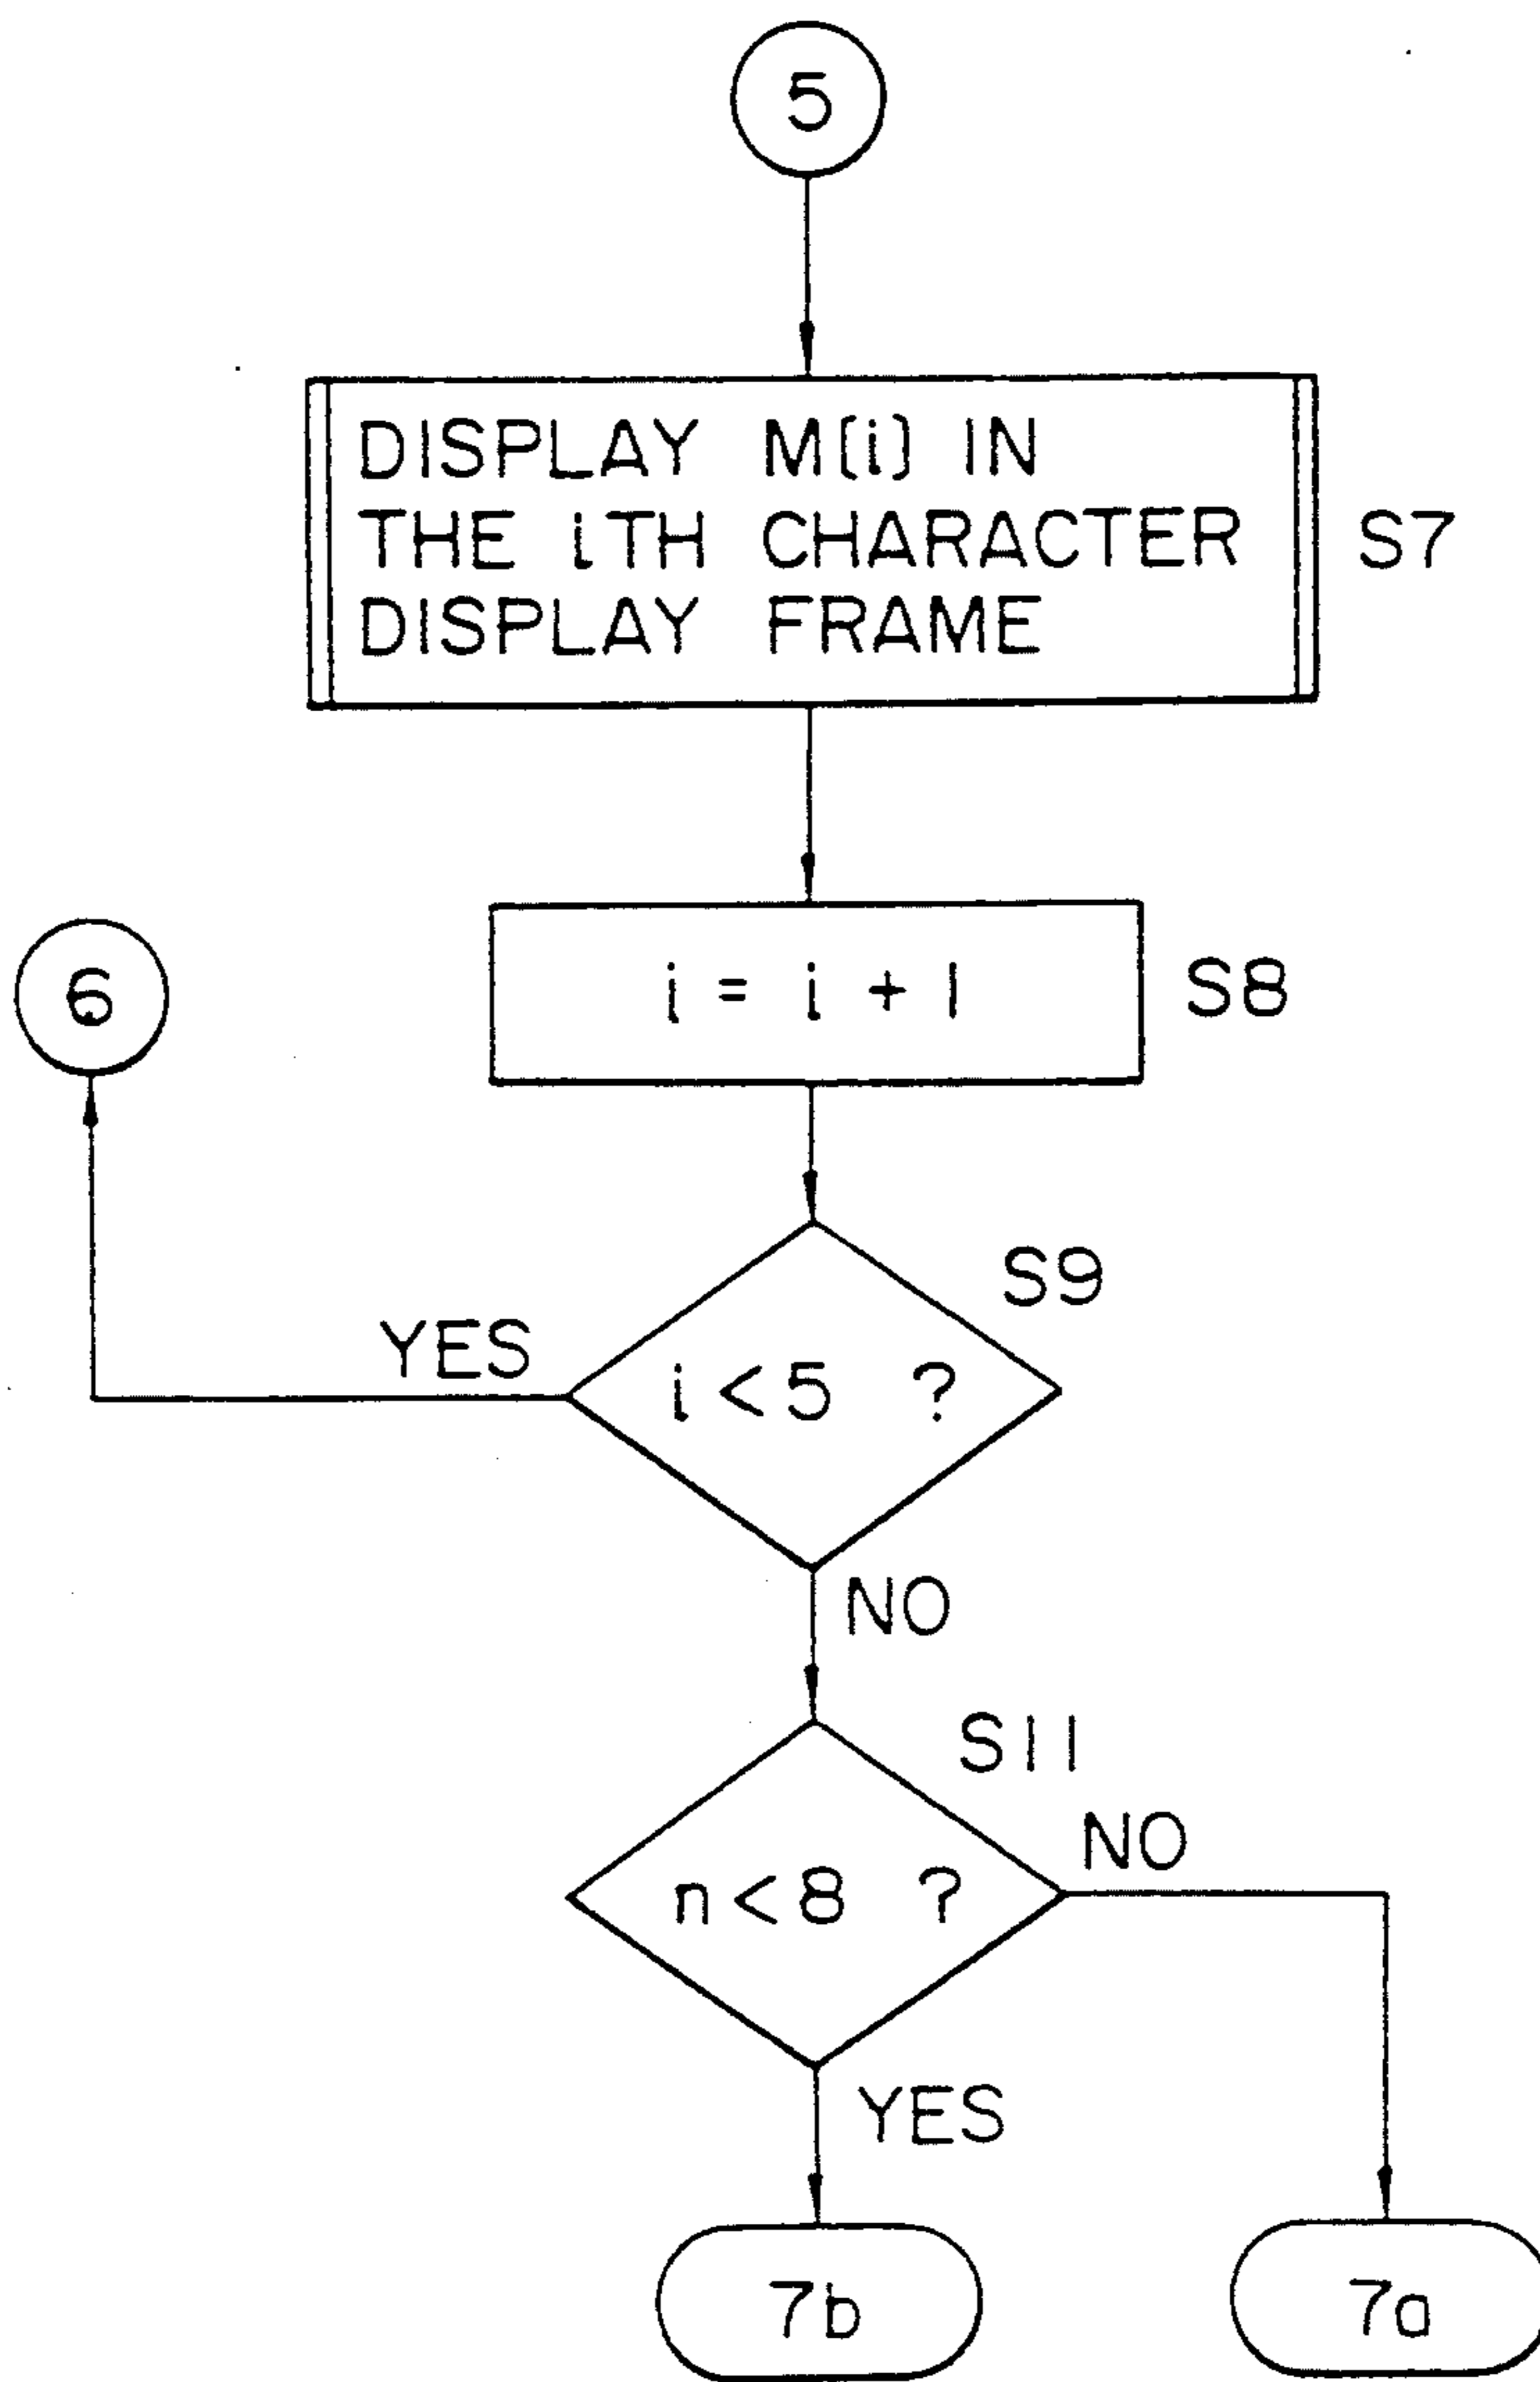 5
DISPLAY M(i) IN
THE iTH CHARACTER
DISPLAY FRAME
S7
6
i = i + 1
S8
S9
YES
i < 5 ?
NO
S11
NO
n < 8 ?
YES
7b
7a